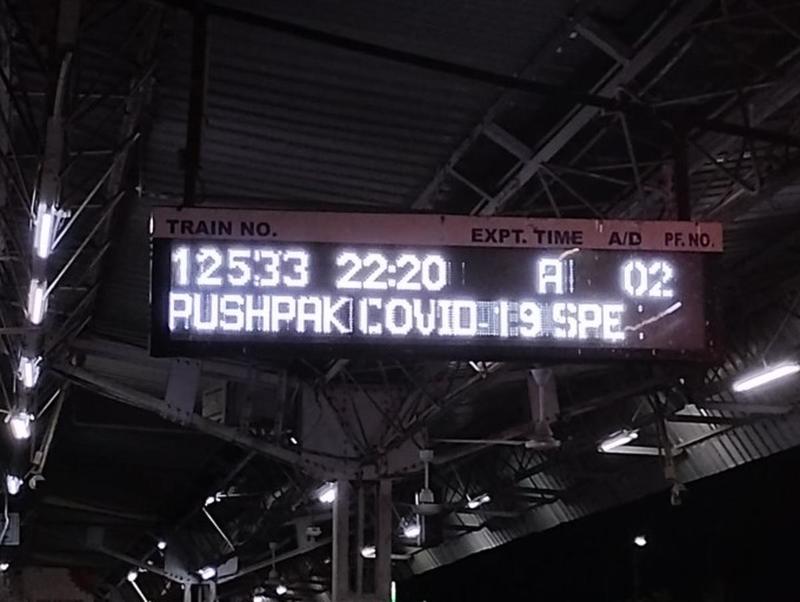 TRAIN NO. EXPT. TIME A/D PF. NO.
12533 22:20 A 02
PUSHPAK COVID-19 SPE